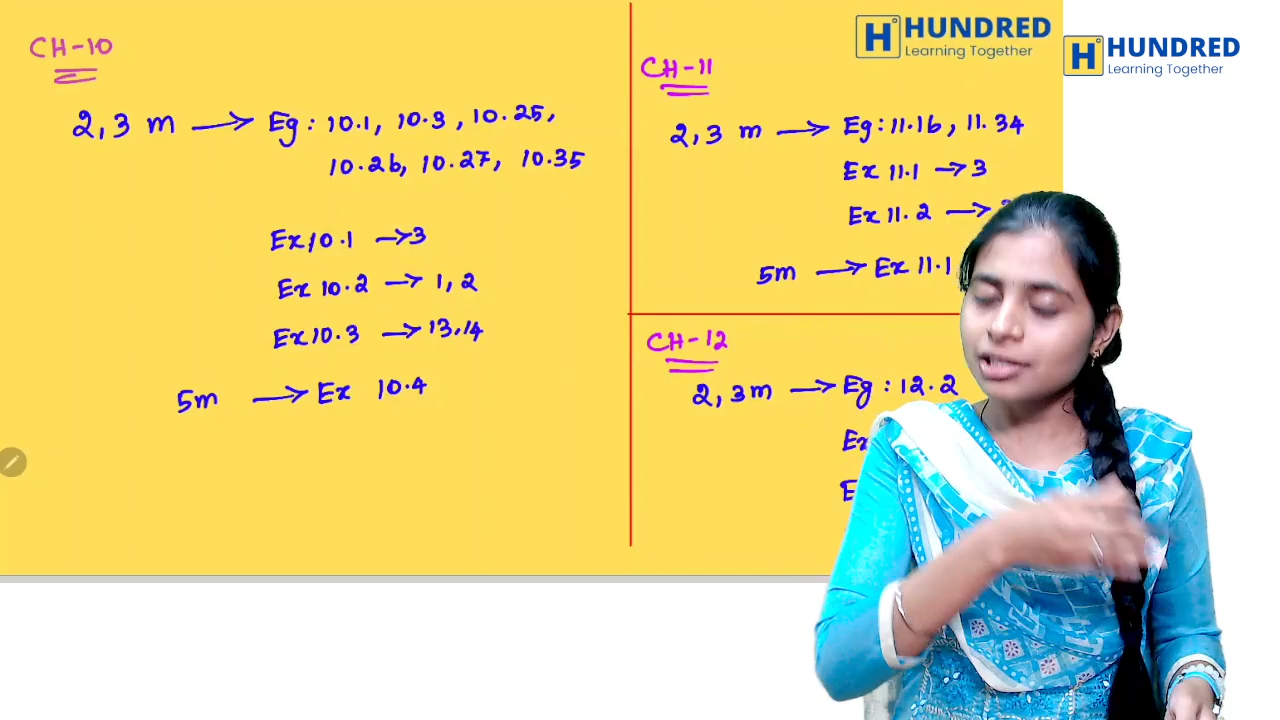 CH-10
2, 3 m → Eg: 10.1, 10.3, 10.25,
10.26, 10.27, 10.35
Ex 10.1 → 3
Ex 10.2 → 1, 2
Ex 10.3 → 13, 14
5m → Ex 10.4
H° HUNDRED
Learning Together
H° HUNDRED
Learning Together
CH-11
2, 3 m → Eg: 11.16, 11.34
Ex 11.1 → 3
Ex 11.2 →
5m → Ex 11.1
CH-12
2, 3m → Eg: 12.2
Ex